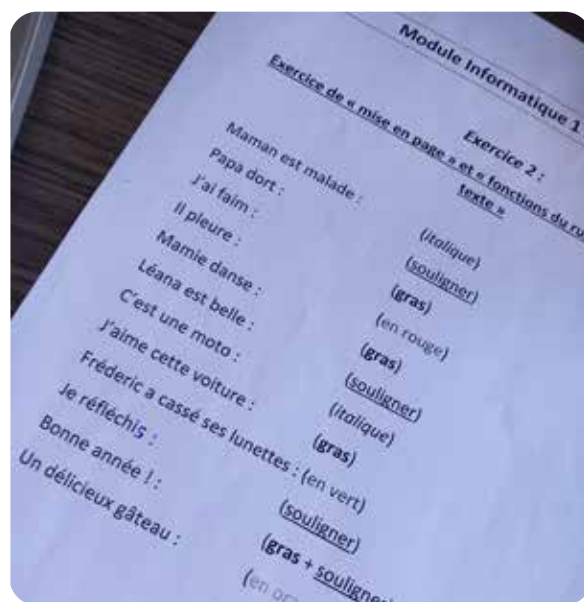 Module Informatique 1
Exercice 2 :
Exercice de « mise en page » et « fonctions du
texte »
Maman est malade : (italique)
Papa dort : (souligner)
J'ai faim : (gras)
Il pleure : (en rouge)
Mamie danse : (gras)
Léana est belle : (souligner)
C'est une moto : (italique)
J'aime cette voiture : (gras)
Fréderic a cassé ses lunettes : (en vert)
Je réfléchis : (souligner)
Bonne année ! : (gras + souligner)
Un délicieux gâteau : (en